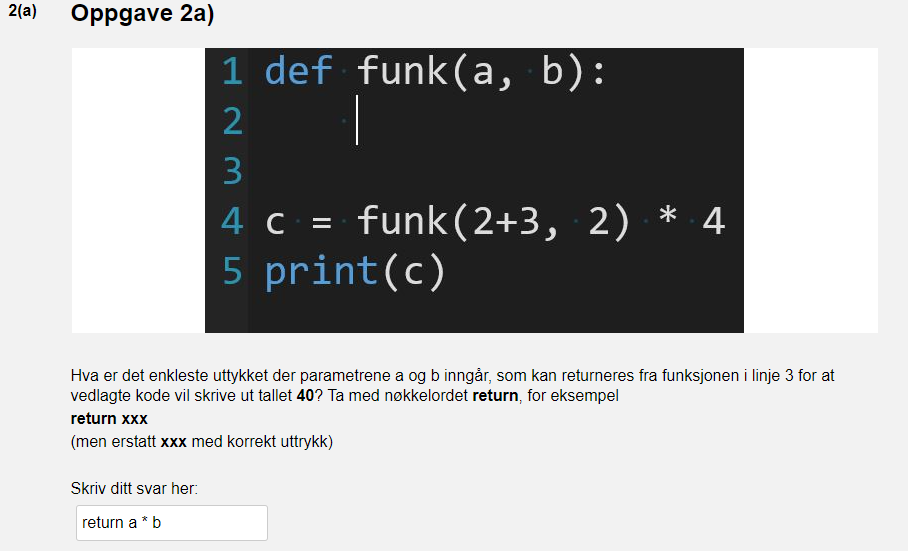 2(a) Oppgave 2a)
1 def funk(a, b):
2
3
4 c = funk(2+3, 2) * 4
5 print(c)
Hva er det enkleste uttykket der parametrene a og b inngår, som kan returneres fra funksjonen i linje 3 for at
vedlagte kode vil skrive ut tallet 40? Ta med nøkkelordet return, for eksempel
return xxx
(men erstatt xxx med korrekt uttrykk)
Skriv ditt svar her:
return a * b